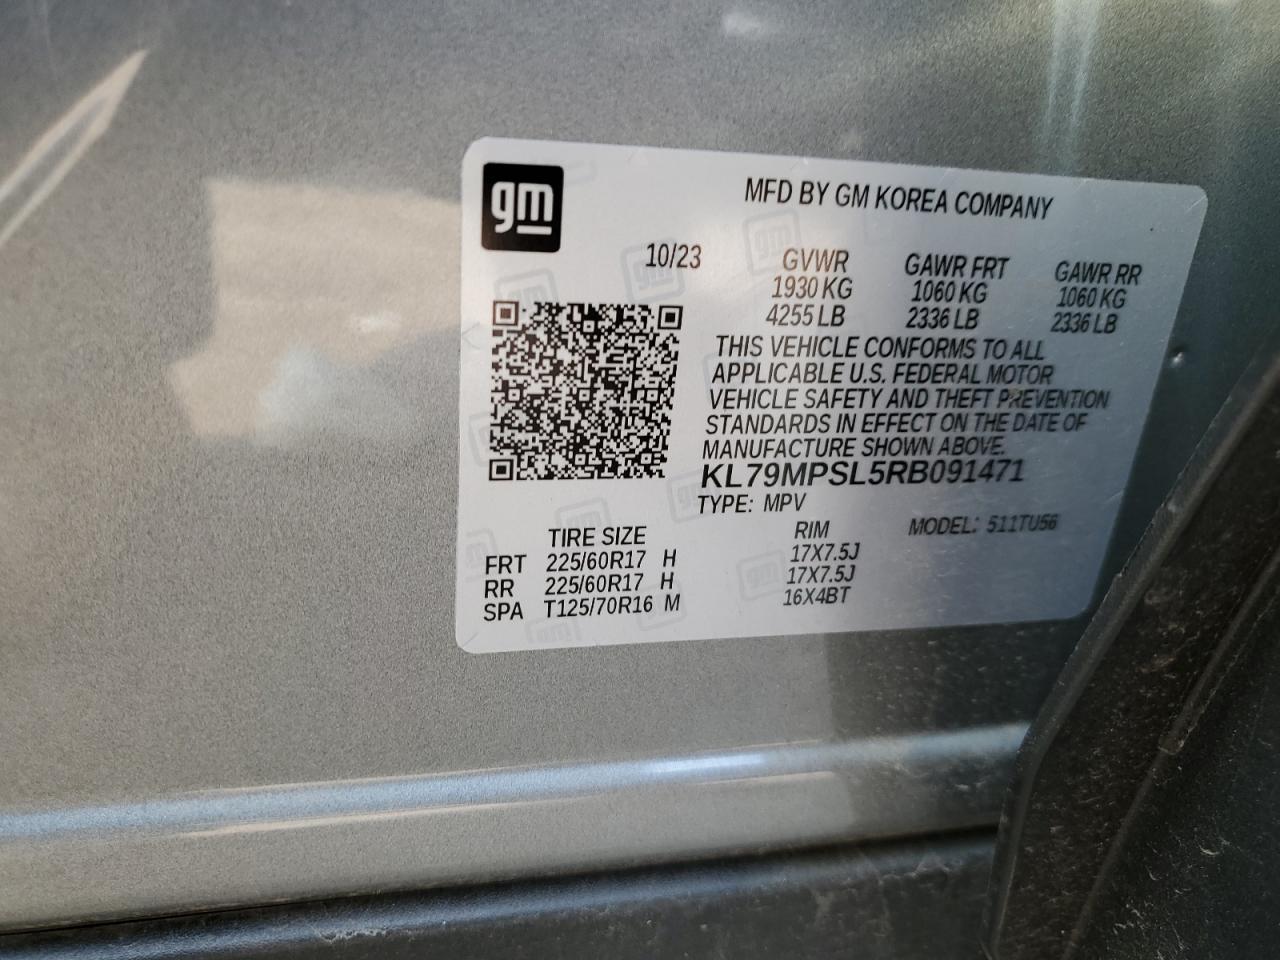 gm
MFD BY GM KOREA COMPANY
10/23
GVWR GAWR FRT GAWR RR
1930 KG 1060 KG 1060 KG
4255 LB 2336 LB 2336 LB
THIS VEHICLE CONFORMS TO ALL
APPLICABLE U.S. FEDERAL MOTOR
VEHICLE SAFETY AND THEFT PREVENTION
STANDARDS IN EFFECT ON THE DATE OF
MANUFACTURE SHOWN ABOVE.
KL79MPSL5RB091471
TYPE: MPV
MODEL: 511TU56
TIRE SIZE RIM
FRT 225/60R17 H 17X7.5J
RR 225/60R17 H 17X7.5J
SPA T125/70R16 M 16X4BT